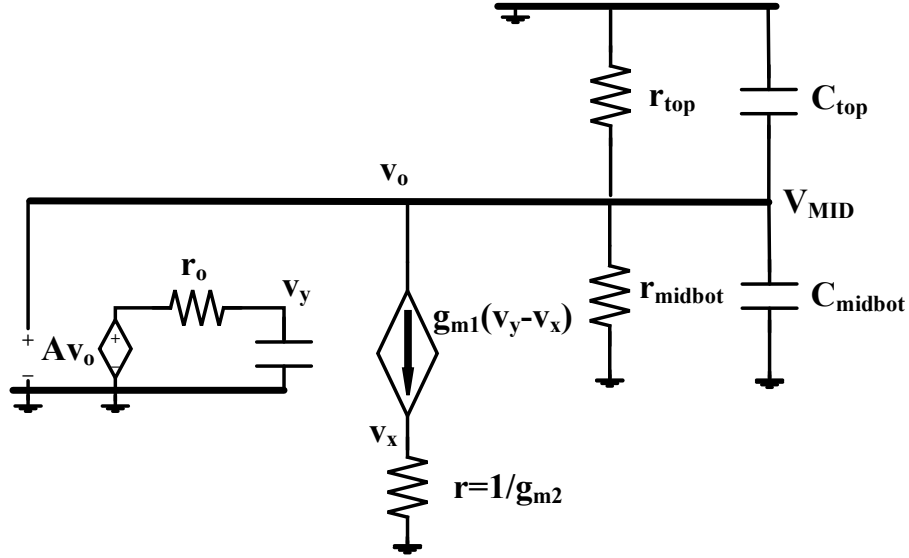 r_top
C_top
v_o
V_MID
r_o
v_y
r_midbot
C_midbot
g_m1(v_y-v_x)
+
+
Av_o
−
−
v_x
r=1/g_m2